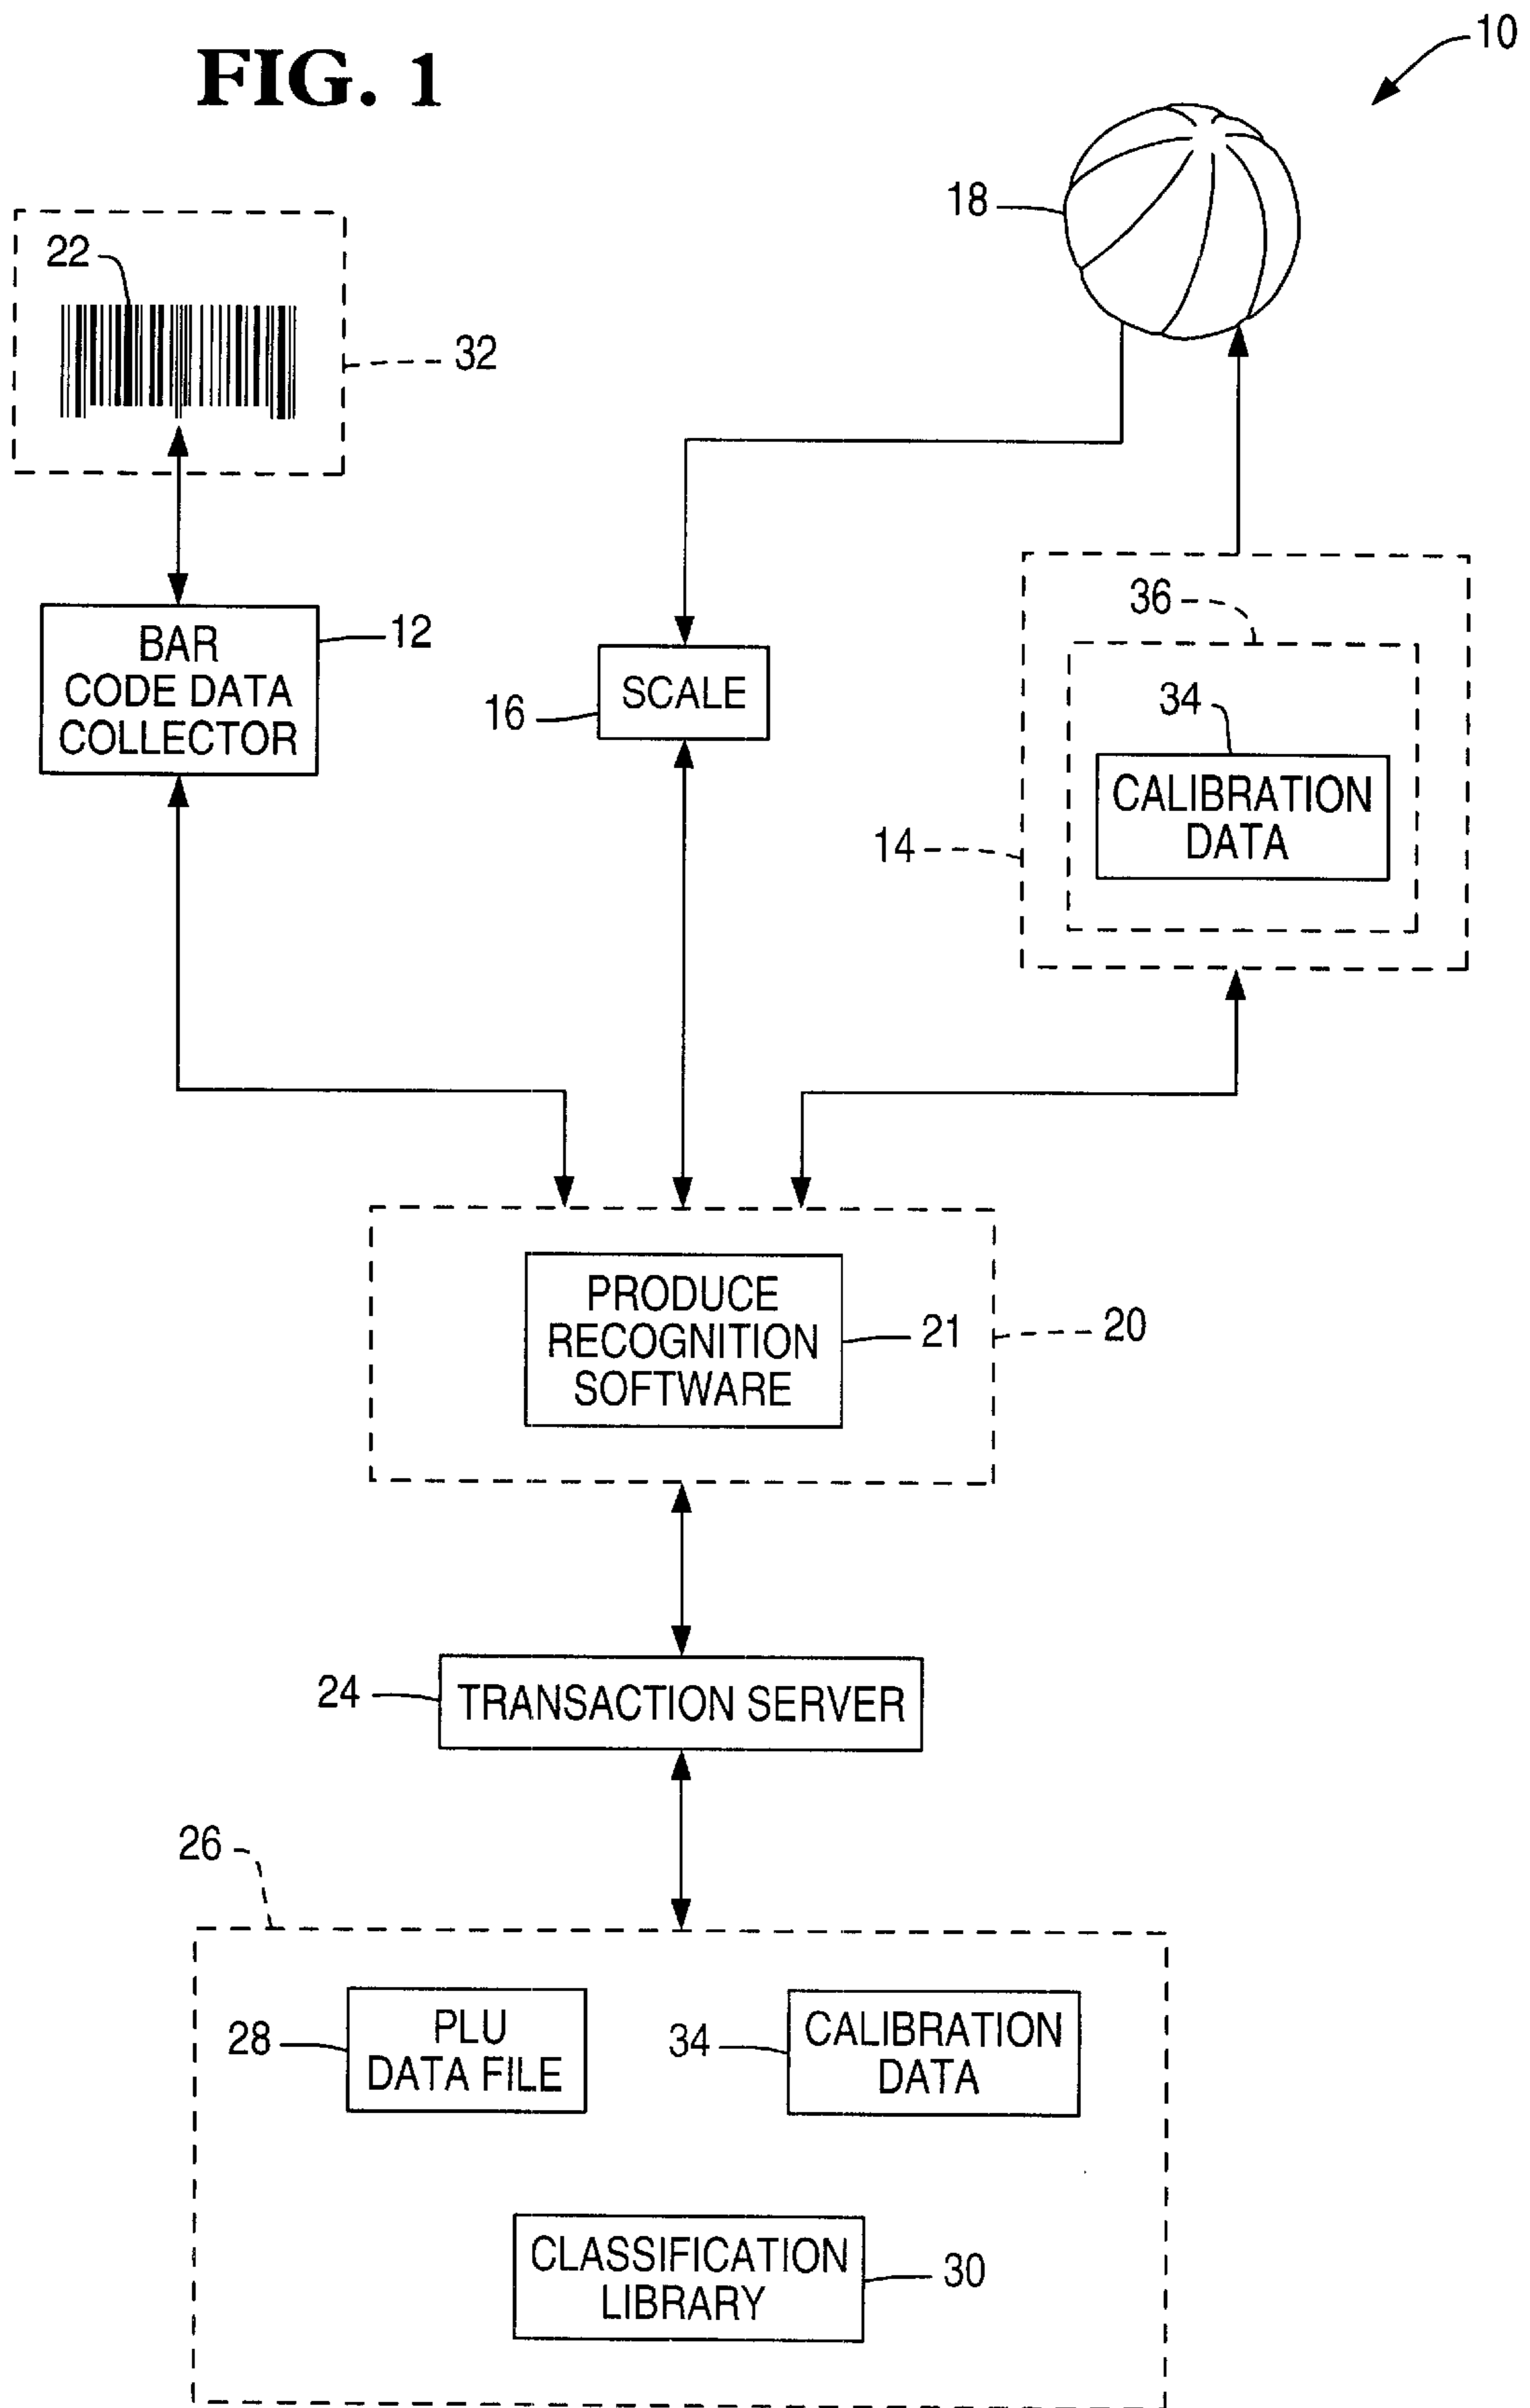 FIG. 1
10
18
22
32
BAR
CODE DATA
COLLECTOR
12
SCALE
16
36
34
CALIBRATION
DATA
14
PRODUCE
RECOGNITION
SOFTWARE
21
20
24
TRANSACTION SERVER
26
PLU
DATA FILE
28
34
CALIBRATION
DATA
CLASSIFICATION
LIBRARY
30